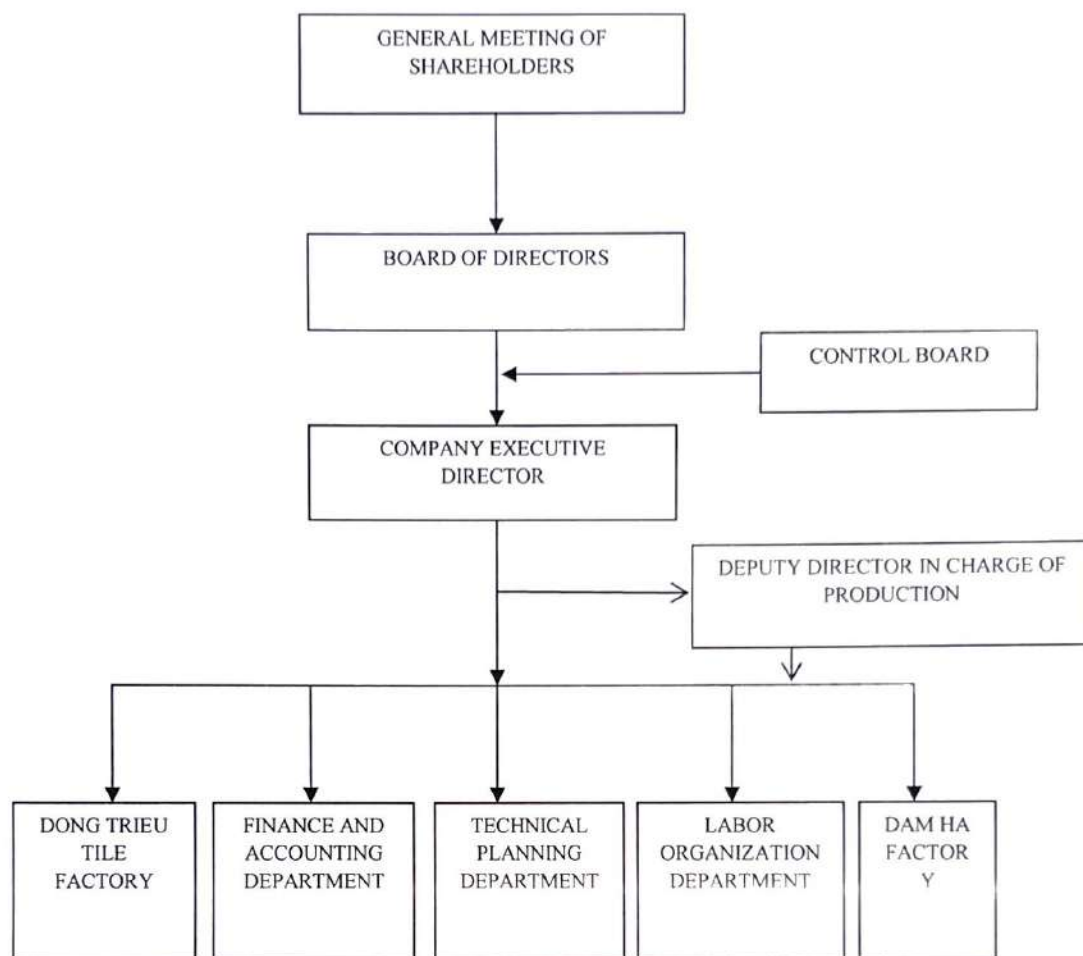 GENERAL MEETING OF
SHAREHOLDERS
BOARD OF DIRECTORS
CONTROL BOARD
COMPANY EXECUTIVE
DIRECTOR
DEPUTY DIRECTOR IN CHARGE OF
PRODUCTION
DONG TRIEU
TILE
FACTORY
FINANCE AND
ACCOUNTING
DEPARTMENT
TECHNICAL
PLANNING
DEPARTMENT
LABOR
ORGANIZATION
DEPARTMENT
DAM HA
FACTOR
Y